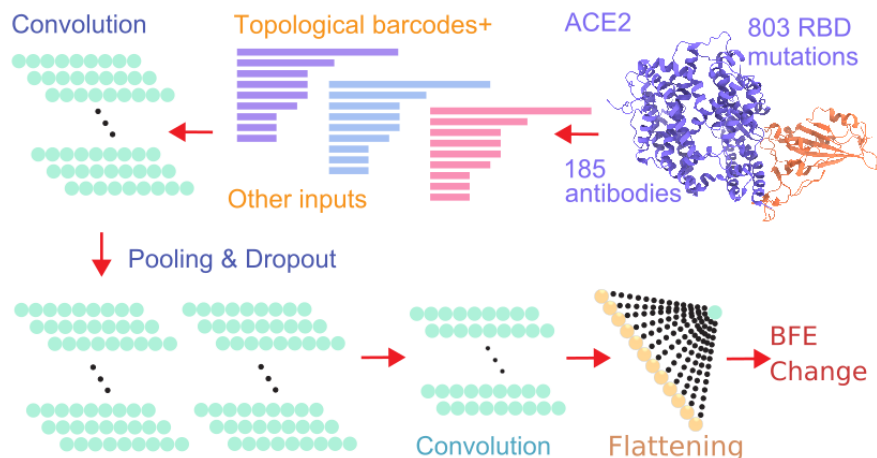 Convolution
Topological barcodes+
ACE2
803 RBD
mutations
Other inputs
185
antibodies
Pooling & Dropout
Convolution
Flattening
BFE
Change